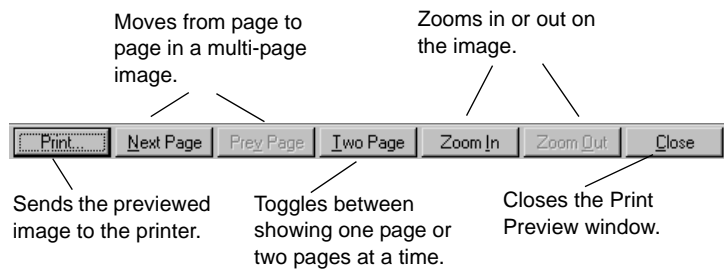 Moves from page to
page in a multi-page
image.
Zooms in or out on
the image.
Print... Next Page Prev Page Two Page Zoom In Zoom Out Close
Sends the previewed
image to the printer.
Toggles between
showing one page or
two pages at a time.
Closes the Print
Preview window.